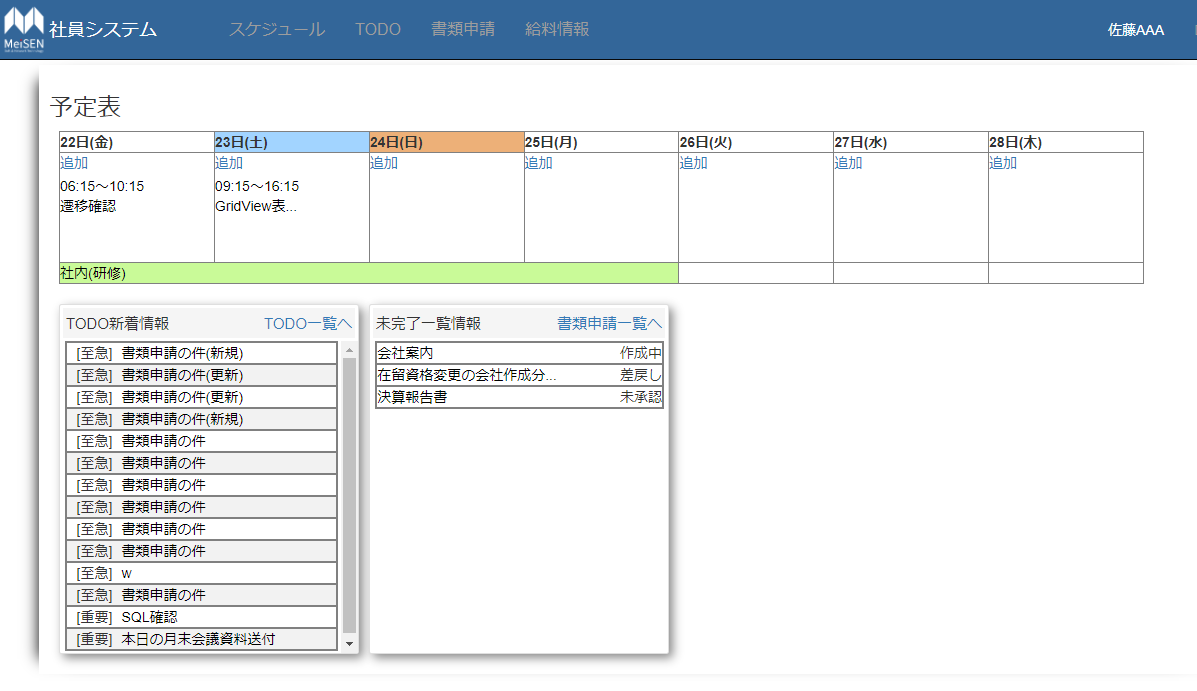 MeiSEN
社員システム
スケジュール TODO 書類申請 給料情報
佐藤AAA
予定表
22日(金) 23日(土) 24日(日) 25日(月) 26日(火) 27日(水) 28日(木)
追加 追加 追加 追加 追加 追加 追加
06:15～10:15 09:15～16:15
遷移確認 GridView表...
社内(研修)
TODO新着情報 TODO一覧へ
[至急] 書類申請の件(新規)
[至急] 書類申請の件(更新)
[至急] 書類申請の件(更新)
[至急] 書類申請の件(新規)
[至急] 書類申請の件
[至急] 書類申請の件
[至急] 書類申請の件
[至急] 書類申請の件
[至急] 書類申請の件
[至急] 書類申請の件
[至急] w
[至急] 書類申請の件
[重要] SQL確認
[重要] 本日の月末会議資料送付
未完了一覧情報 書類申請一覧へ
会社案内 作成中
在留資格変更の会社作成分... 差戻し
決算報告書 未承認